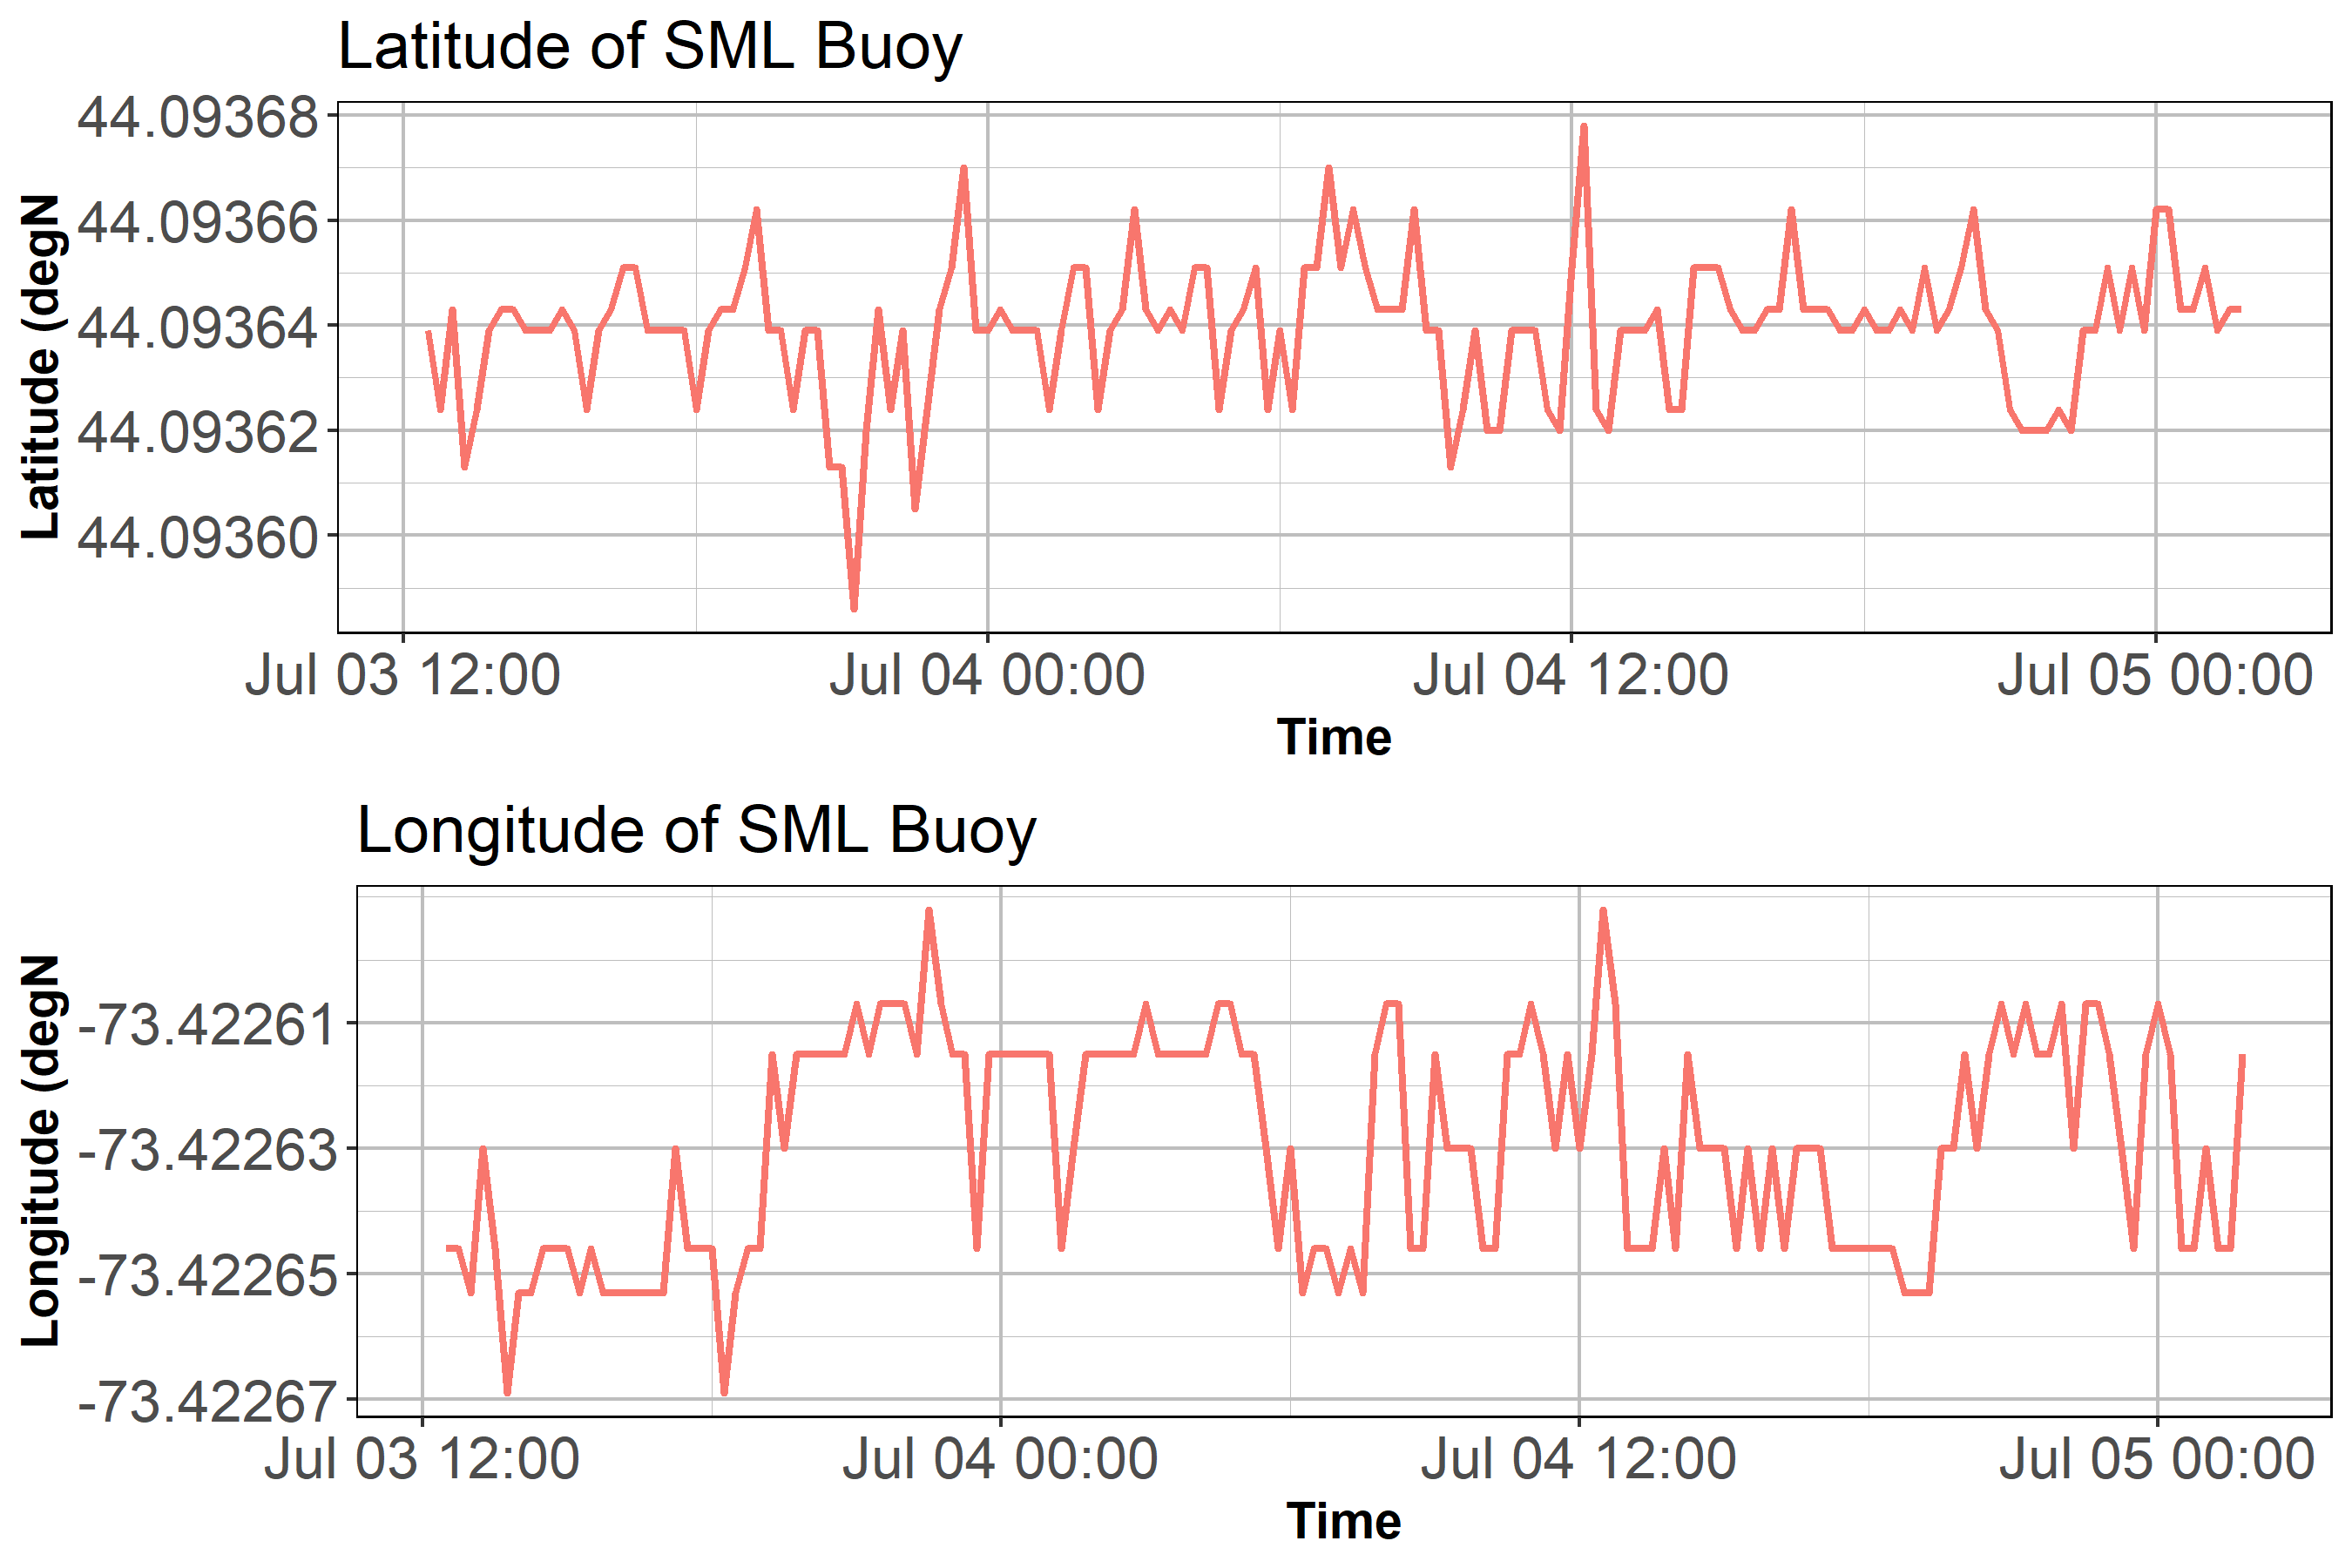 Latitude of SML Buoy
44.09368
44.09366
44.09364
44.09362
44.09360
Latitude (degN
Jul 03 12:00 Jul 04 00:00 Jul 04 12:00 Jul 05 00:00
Time
Longitude of SML Buoy
-73.42261
-73.42263
-73.42265
-73.42267
Longitude (degN
Jul 03 12:00 Jul 04 00:00 Jul 04 12:00 Jul 05 00:00
Time